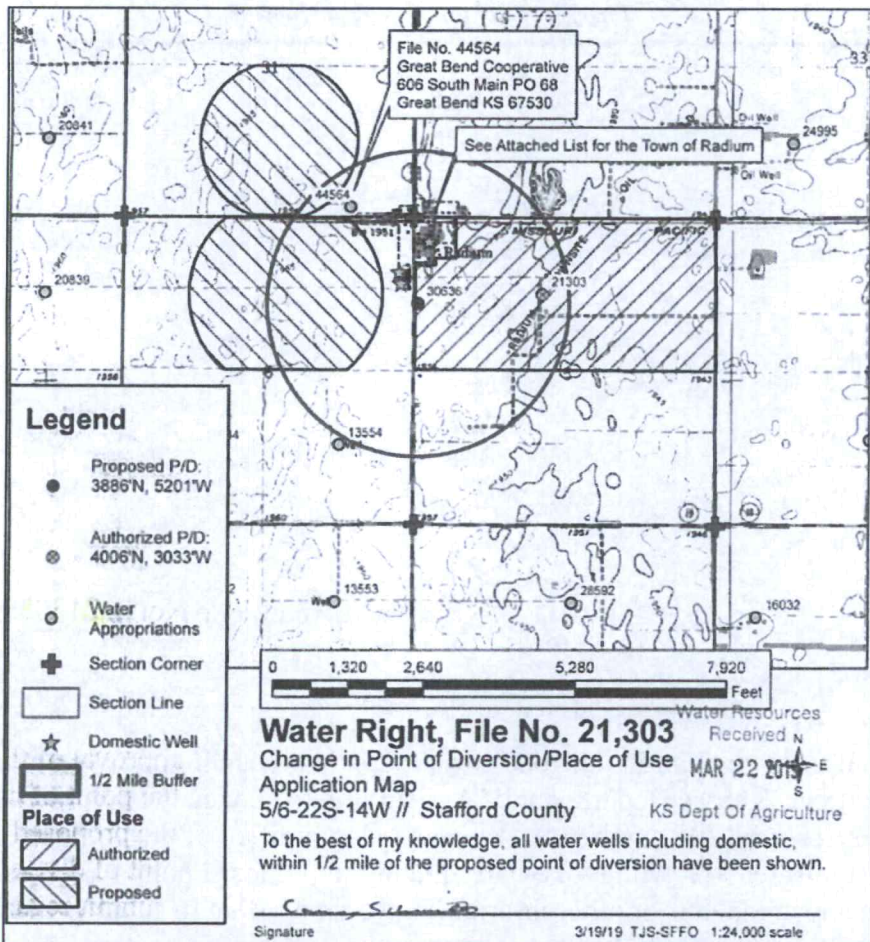 31
33
File No. 44564
Great Bend Cooperative
606 South Main PO 68
Great Bend KS 67530
20841
Oil Well
24995
See Attached List for the Town of Radium
Oil Well
44564
1951
MISSOURI
PACIFIC
Radium
20839
30636
21303
1956
1943
13554
Well
13553
28592
16032
Legend
Proposed P/D:
3886'N, 5201'W
Authorized P/D:
4006'N, 3033'W
Water
Appropriations
Section Corner
Section Line
Domestic Well
1/2 Mile Buffer
Place of Use
Authorized
Proposed
0 1,320 2,640 5,280 7,920
Feet
Water Right, File No. 21,303
Water Resources
Received
Change in Point of Diversion/Place of Use
MAR 22 2019
N
E
S
Application Map
5/6-22S-14W // Stafford County
KS Dept Of Agriculture
To the best of my knowledge, all water wells including domestic,
within 1/2 mile of the proposed point of diversion have been shown.
Signature
3/19/19 TJS-SFFO 1:24,000 scale